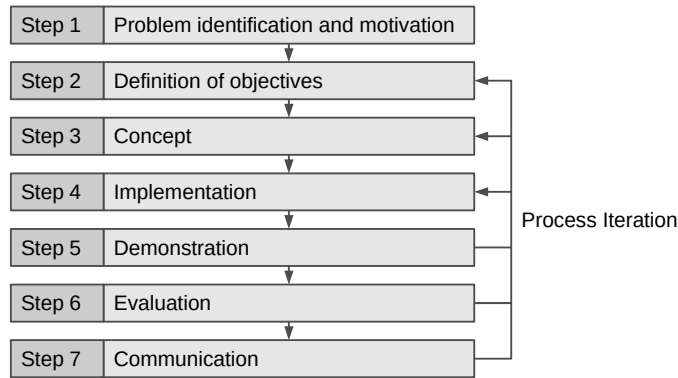 Step 1 Problem identification and motivation
Step 2 Definition of objectives
Step 3 Concept
Step 4 Implementation
Process Iteration
Step 5 Demonstration
Step 6 Evaluation
Step 7 Communication